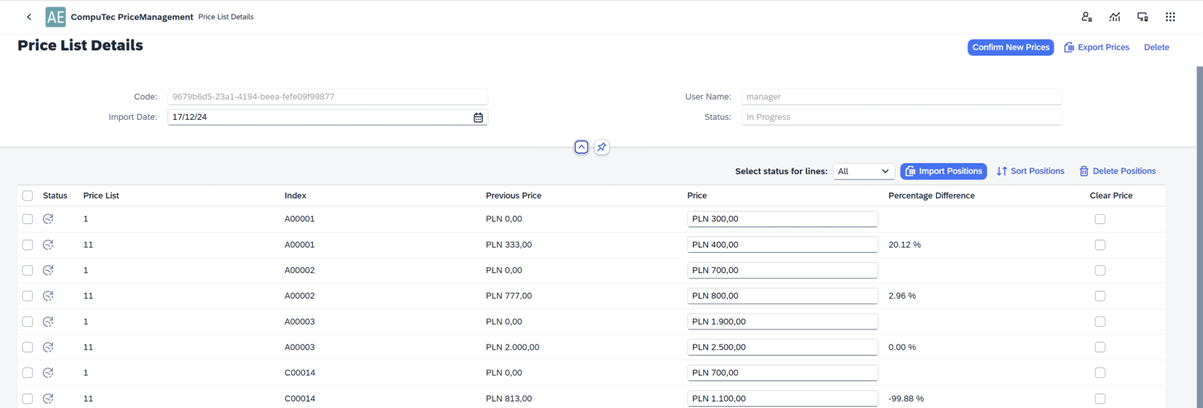 AE CompuTec PriceManagement Price List Details
Price List Details
Confirm New Prices Export Prices Delete
Code: 9679b6d5-23a1-4194-beea-fefe09f99877 User Name: manager
Import Date: 17/12/24 Status: In Progress
Select status for lines: All Import Positions Sort Positions Delete Positions
Status Price List Index Previous Price Price Percentage Difference Clear Price
1 A00001 PLN 0,00 PLN 300,00
11 A00001 PLN 333,00 PLN 400,00 20.12 %
1 A00002 PLN 0,00 PLN 700,00
11 A00002 PLN 777,00 PLN 800,00 2.96 %
1 A00003 PLN 0,00 PLN 1.900,00
11 A00003 PLN 2.000,00 PLN 2.500,00 0.00 %
1 C00014 PLN 0,00 PLN 700,00
11 C00014 PLN 813,00 PLN 1.100,00 -99.88 %